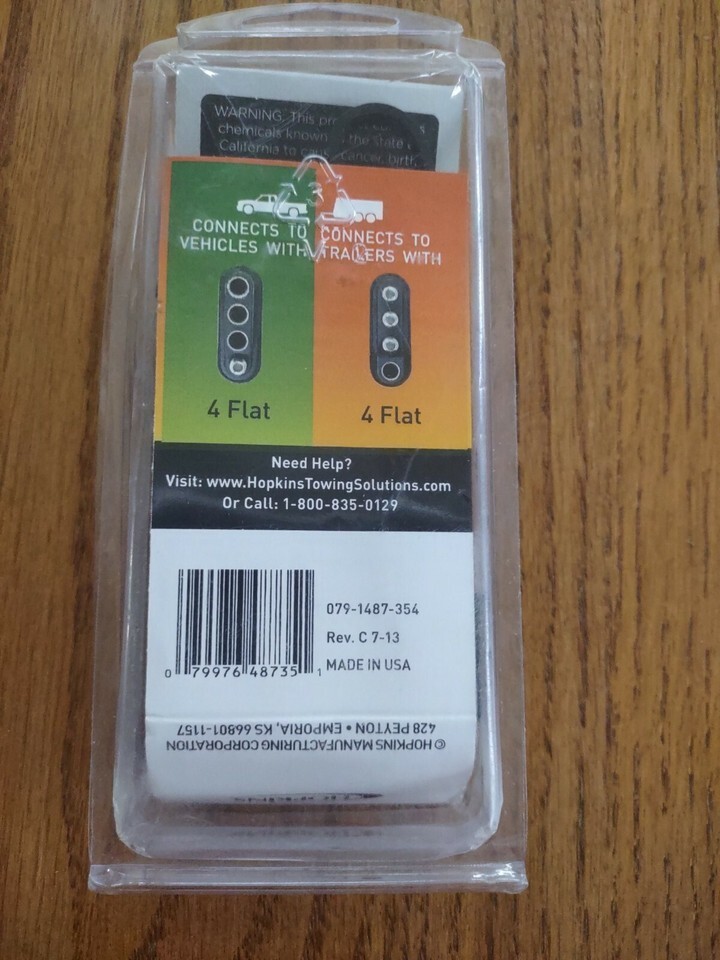 WARNING: This
chemicals known the state
California to cancer, birth
3
CONNECTS TO
VEHICLES WITH
CONNECTS TO
TRAILERS WITH
4 Flat
4 Flat
Need Help?
Visit: www.HopkinsTowingSolutions.com
Or Call: 1-800-835-0129
0 79976 48735 1
079-1487-354
Rev. C 7-13
MADE IN USA
© HOPKINS MANUFACTURING CORPORATION
428 PEYTON • EMPORIA, KS 66801-1157